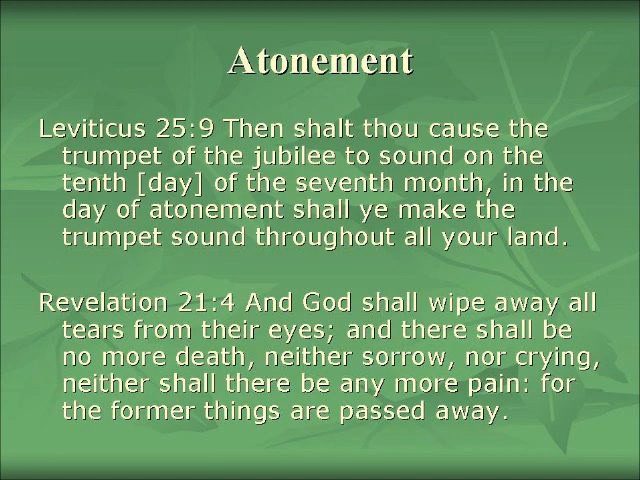 Atonement
Leviticus 25:9 Then shalt thou cause the
trumpet of the jubilee to sound on the
tenth [day] of the seventh month, in the
day of atonement shall ye make the
trumpet sound throughout all your land.
Revelation 21:4 And God shall wipe away all
tears from their eyes; and there shall be
no more death, neither sorrow, nor crying,
neither shall there be any more pain: for
the former things are passed away.